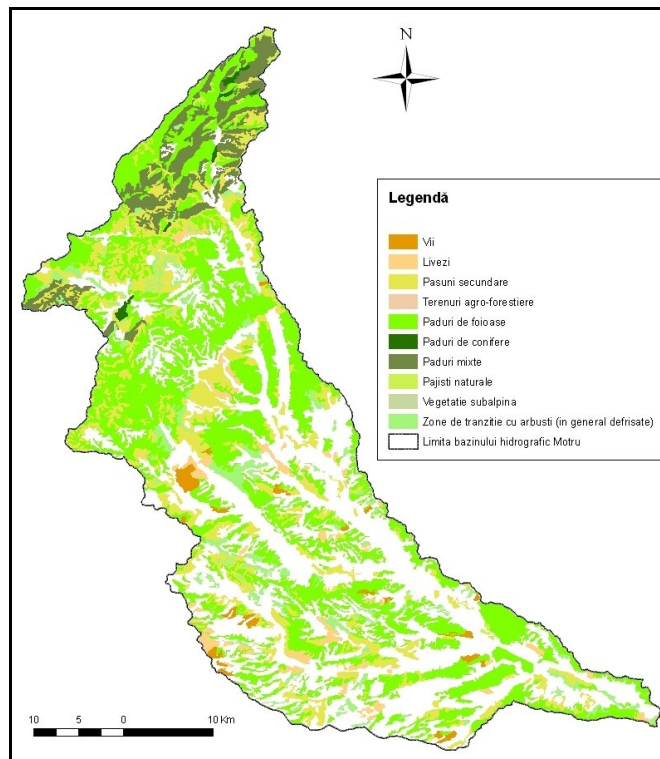 N
Legendă
Vii
Livezi
Pasuni secundare
Terenuri agro-forestiere
Paduri de foioase
Paduri de conifere
Paduri mixte
Pajisti naturale
Vegetatie subalpina
Zone de tranzitie cu arbusti (in general defrisate)
Limita bazinului hidrografic Motru
10 5 0 10 Km